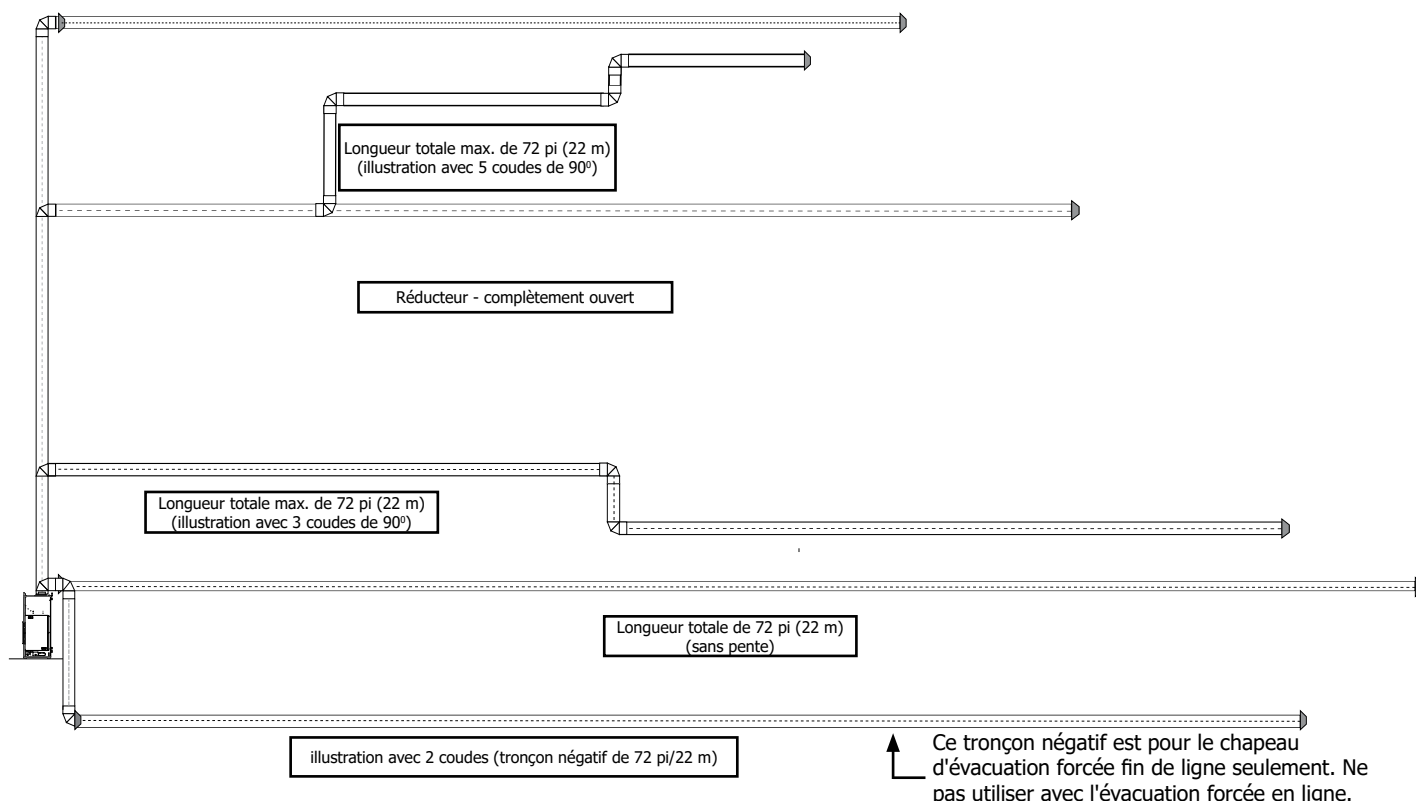 Longueur totale max. de 72 pi (22 m)
(illustration avec 5 coudes de 90⁰)
Réducteur - complètement ouvert
Longueur totale max. de 72 pi (22 m)
(illustration avec 3 coudes de 90⁰)
Longueur totale de 72 pi (22 m)
(sans pente)
illustration avec 2 coudes (tronçon négatif de 72 pi/22 m)
Ce tronçon négatif est pour le chapeau
d'évacuation forcée fin de ligne seulement. Ne
pas utiliser avec l'évacuation forcée en ligne.